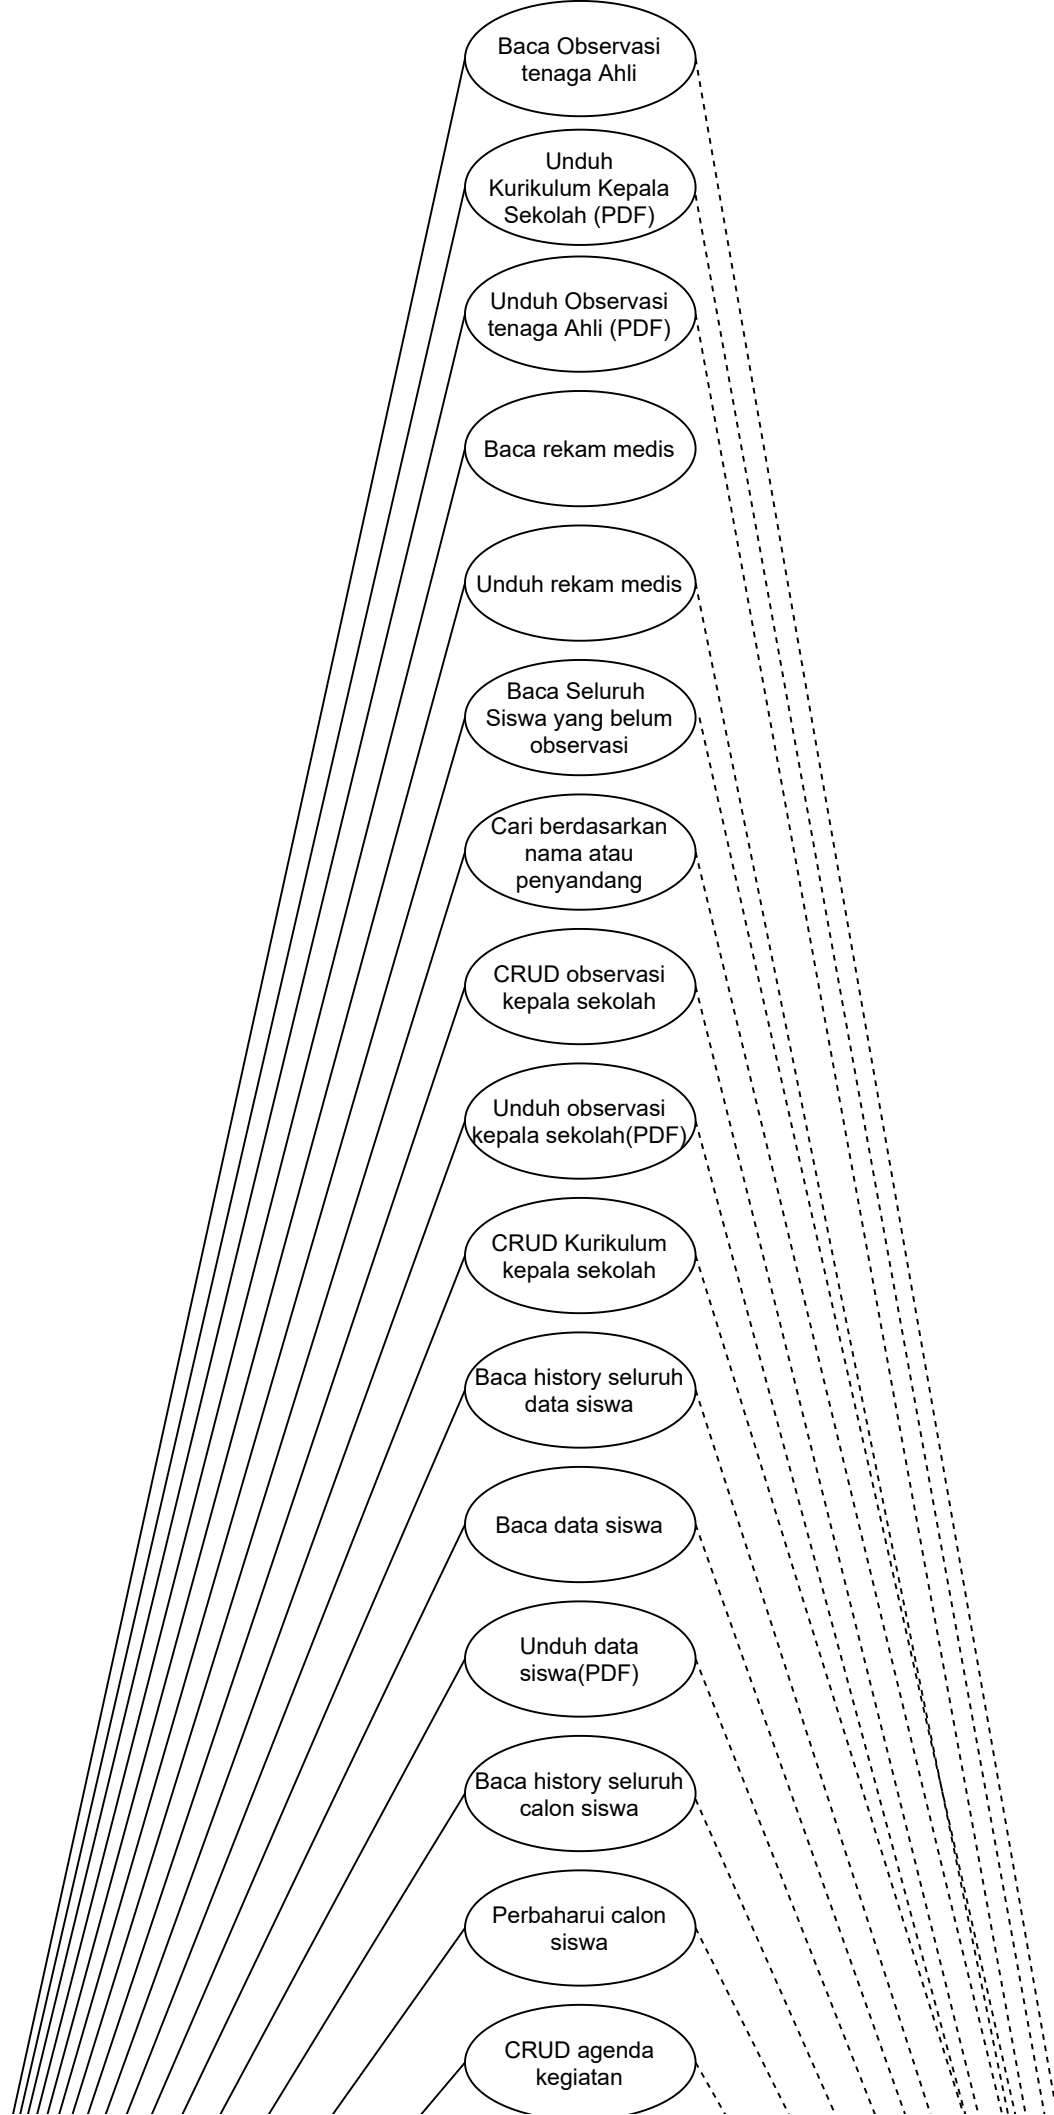 Baca Observasi
tenaga Ahli
Unduh
Kurikulum Kepala
Sekolah (PDF)
Unduh Observasi
tenaga Ahli (PDF)
Baca rekam medis
Unduh rekam medis
Baca Seluruh
Siswa yang belum
observasi
Cari berdasarkan
nama atau
penyandang
CRUD observasi
kepala sekolah
Unduh observasi
kepala sekolah(PDF)
CRUD Kurikulum
kepala sekolah
Baca history seluruh
data siswa
Baca data siswa
Unduh data
siswa(PDF)
Baca history seluruh
calon siswa
Perbaharui calon
siswa
CRUD agenda
kegiatan